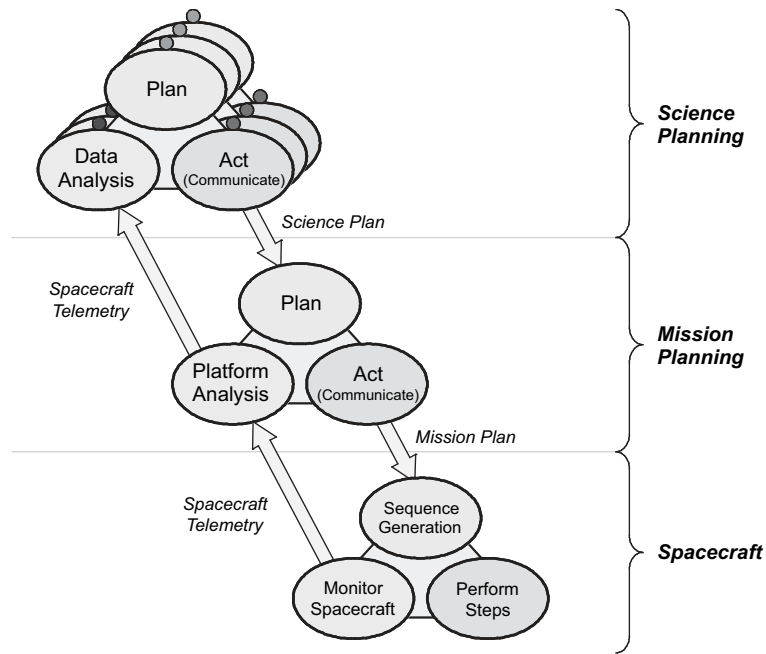 Plan
Data
Analysis
Act
(Communicate)
Science
Planning
Science Plan
Spacecraft
Telemetry
Plan
Platform
Analysis
Act
(Communicate)
Mission
Planning
Mission Plan
Spacecraft
Telemetry
Sequence
Generation
Monitor
Spacecraft
Perform
Steps
Spacecraft